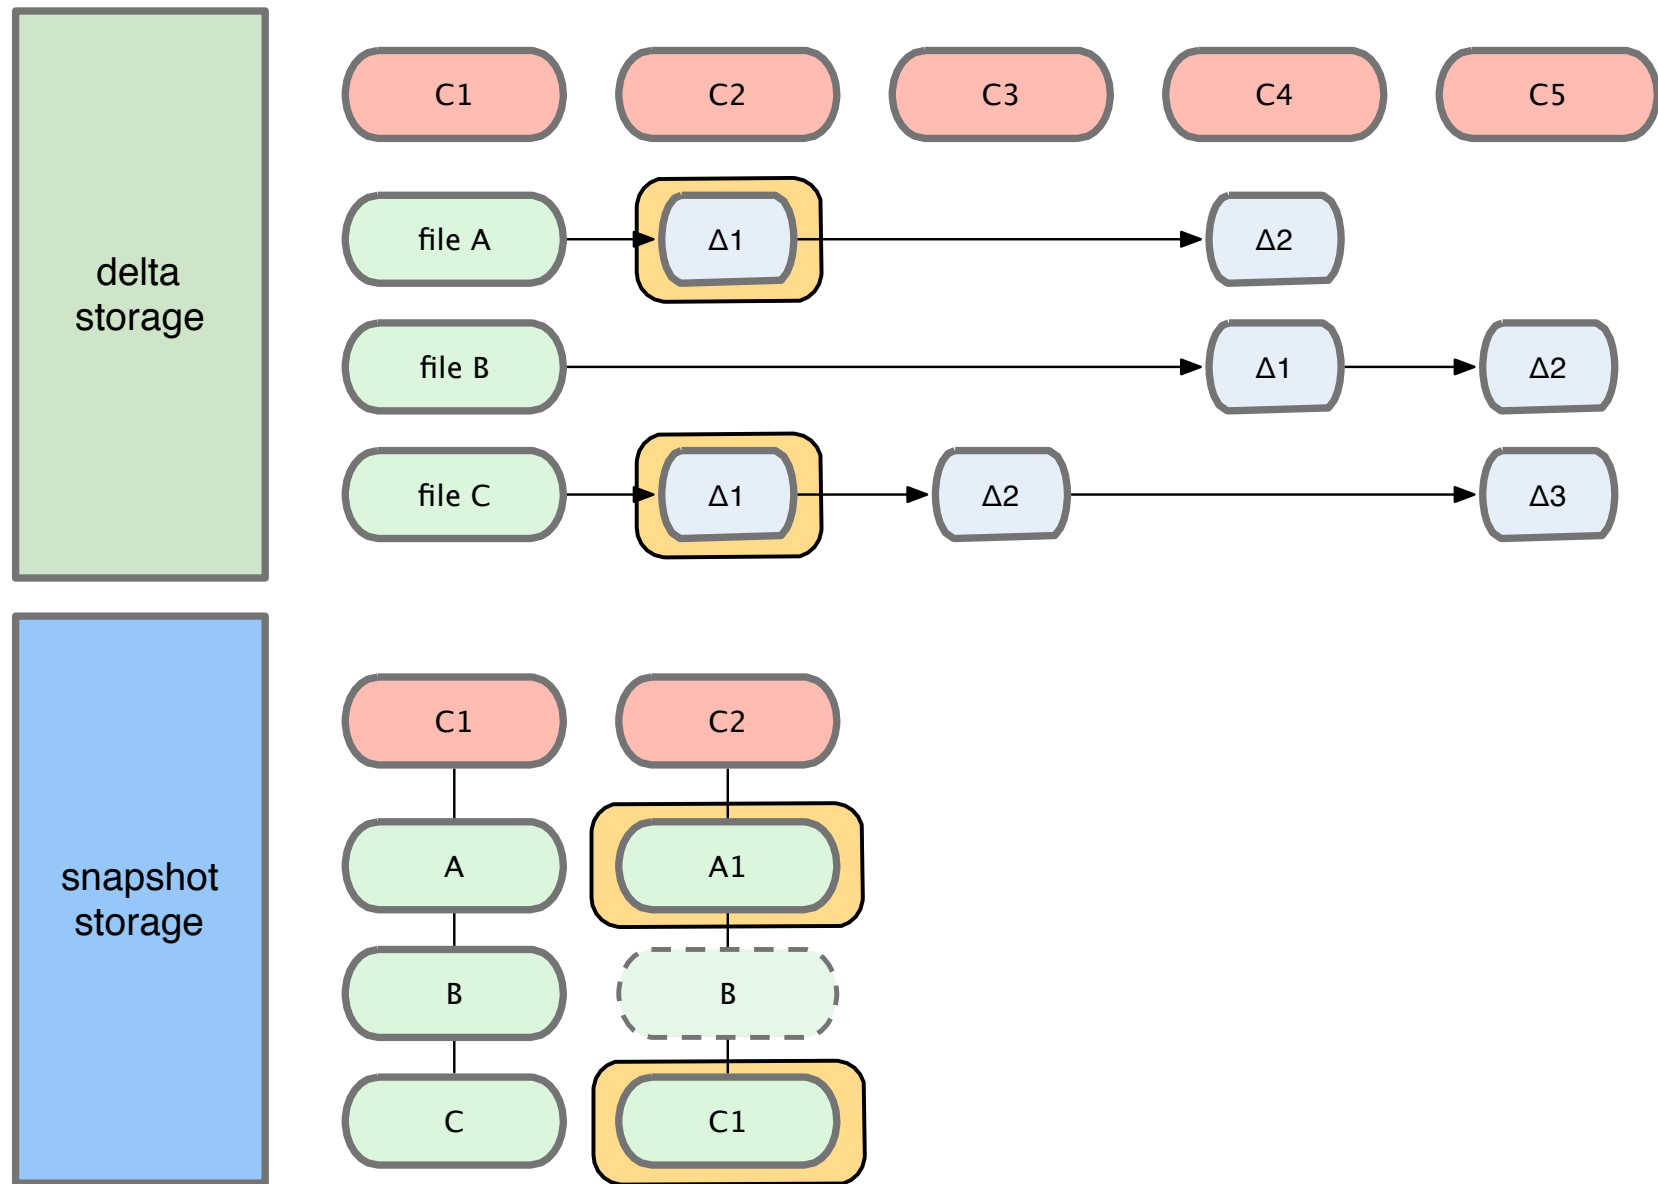 delta
storage
C1 C2 C3 C4 C5
file A Δ1 Δ2
file B Δ1 Δ2
file C Δ1 Δ2 Δ3
snapshot
storage
C1 C2
A A1
B B
C C1